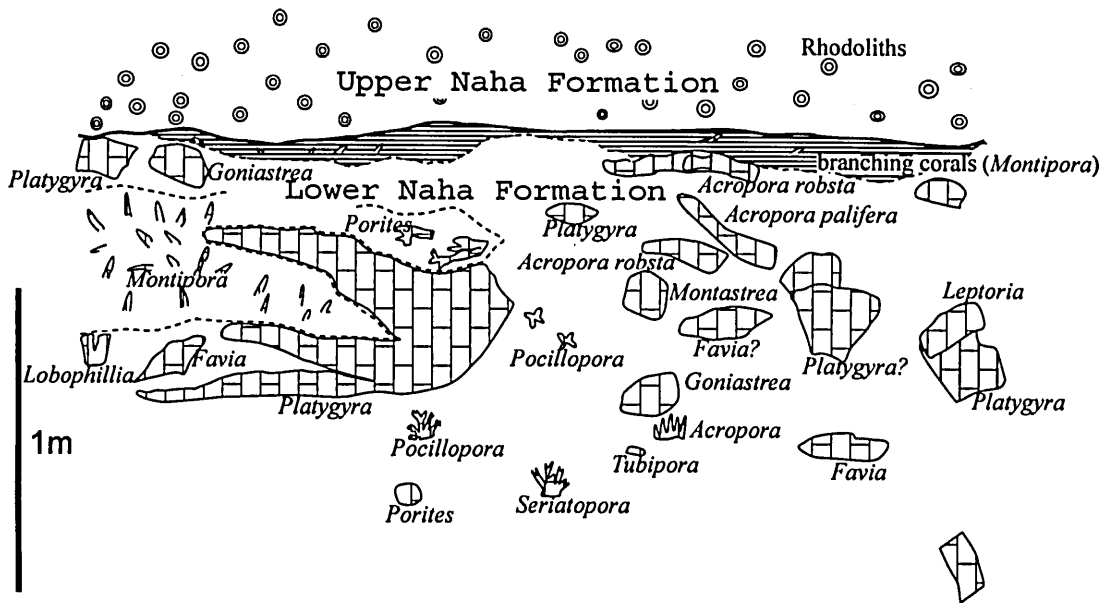 Rhodoliths
Upper Naha Formation
branching corals (Montipora)
Platygyra
Goniastrea
Acropora robsta
Lower Naha Formation
Acropora palifera
Porites
Platygyra
Acropora robsta
Montipora
Montastrea
Leptoria
Lobophillia
Favia
Pocillopora
Favia?
Platygyra?
Platygyra
Goniastrea
Platygyra
1m
Pocillopora
Acropora
Tubipora
Favia
Porites
Seriatopora